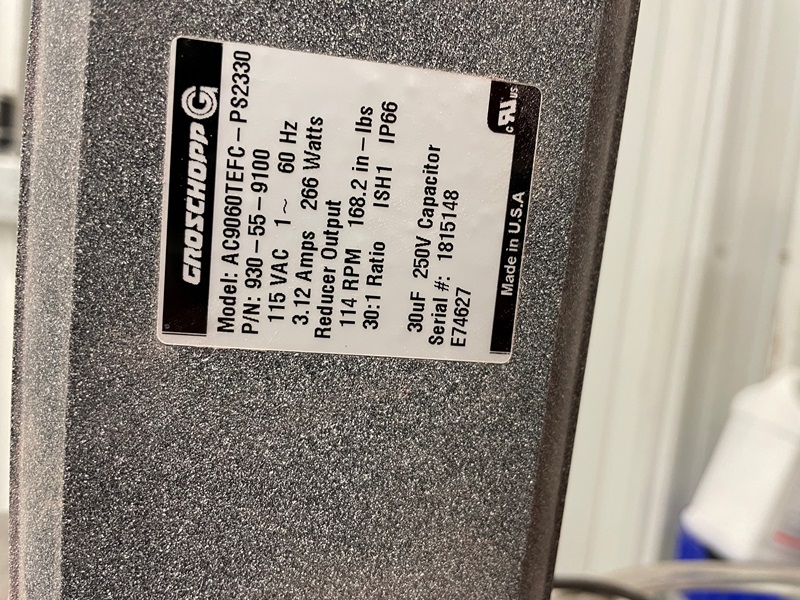 GROSCHOPP G
Model: AC9060TEFC-PS2330
P/N: 930-55-9100
115 VAC 1~ 60 Hz
3.12 Amps 266 Watts
Reducer Output
114 RPM 168.2 in-lbs
30:1 Ratio ISH1 IP66
30uF 250V Capacitor
Serial #: 1815148
E74627
Made in U.S.A
c RU US